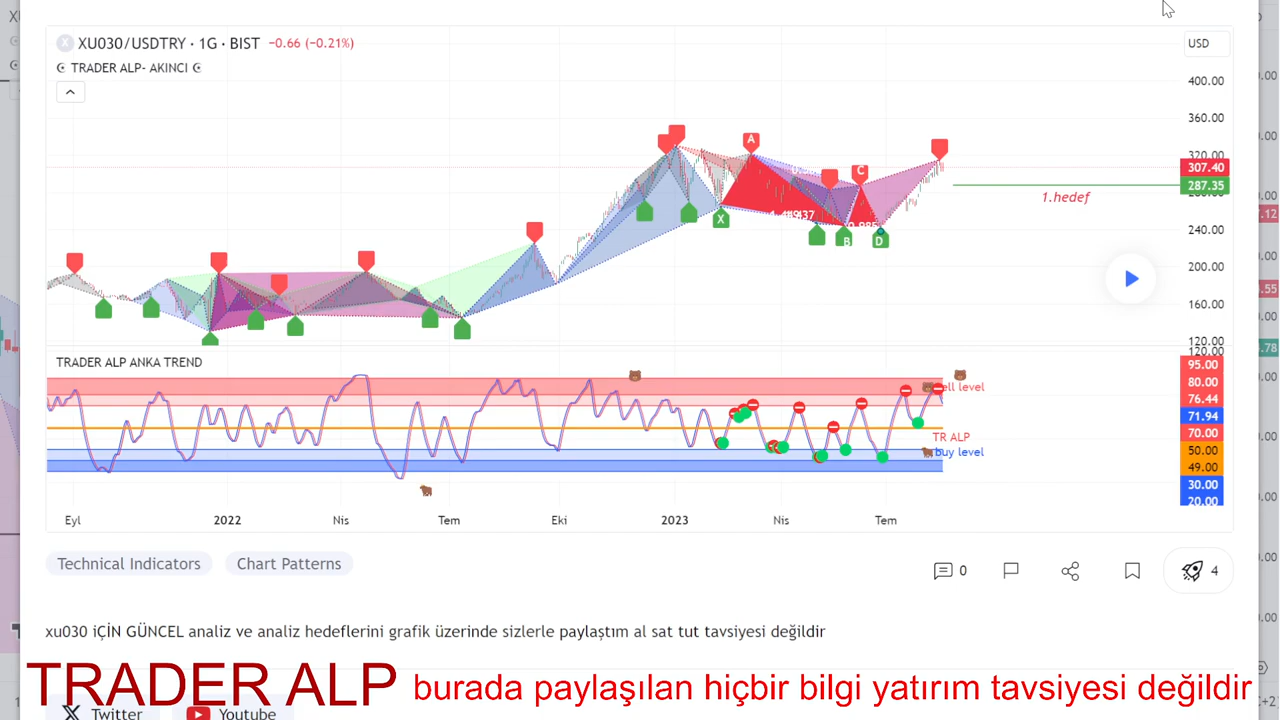 XU030/USDTRY · 1G · BIST −0.66 (−0.21%)
TRADER ALP- AKINCI
USD
400.00
360.00
320.00
307.40
287.35
240.00
200.00
160.00
120.00
1.hedef
A
C
X
B
D
TRADER ALP ANKA TREND
120.00
95.00
80.00
76.44
71.94
70.00
50.00
49.00
30.00
20.00
TR ALP
buy level
Eyl 2022 Nis Tem Eki 2023 Nis Tem
Technical Indicators Chart Patterns
0
4
xu030 iÇİN GÜNCEL analiz ve analiz hedeflerini grafik üzerinde sizlerle paylaştım al sat tut tavsiyesi değildir
TRADER ALP burada paylaşılan hiçbir bilgi yatırım tavsiyesi değildir
Twitter Youtube